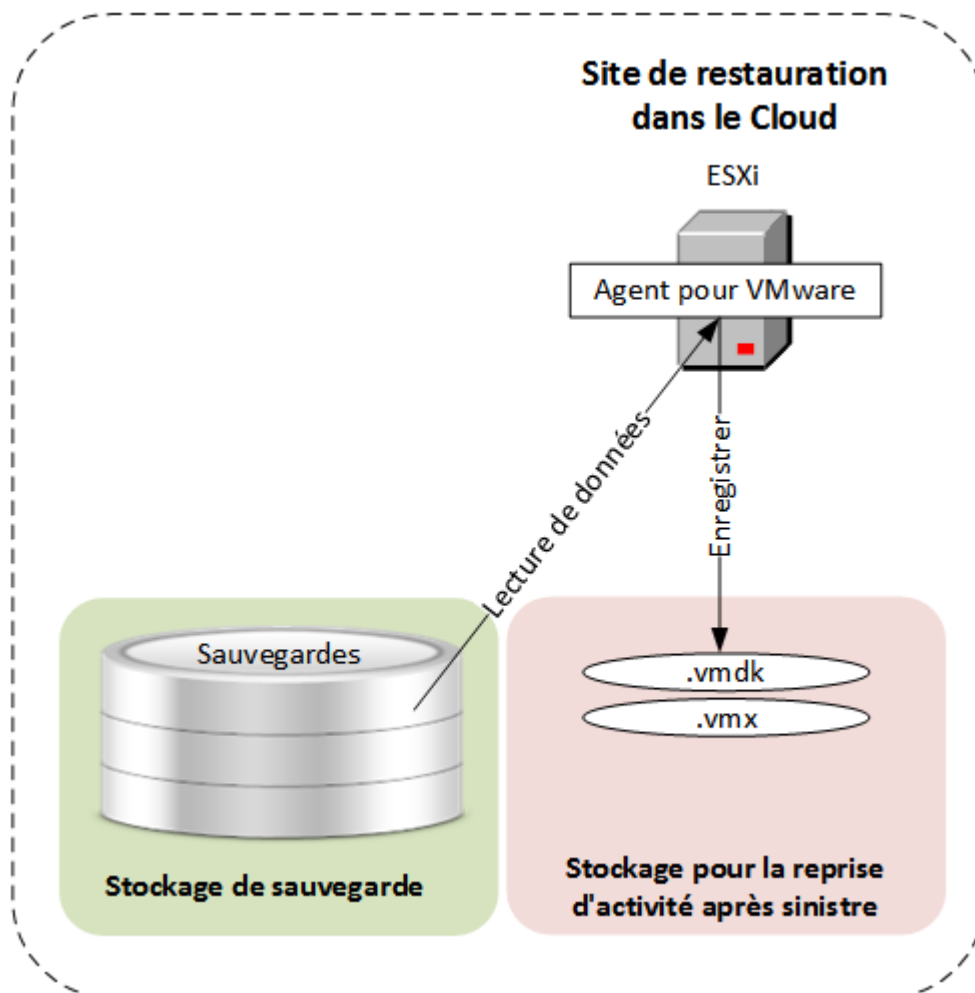 Site de restauration
dans le Cloud
ESXi
Agent pour VMware
Lecture de données
Enregistrer
Sauvegardes
.vmdk
.vmx
Stockage de sauvegarde
Stockage pour la reprise
d'activité après sinistre